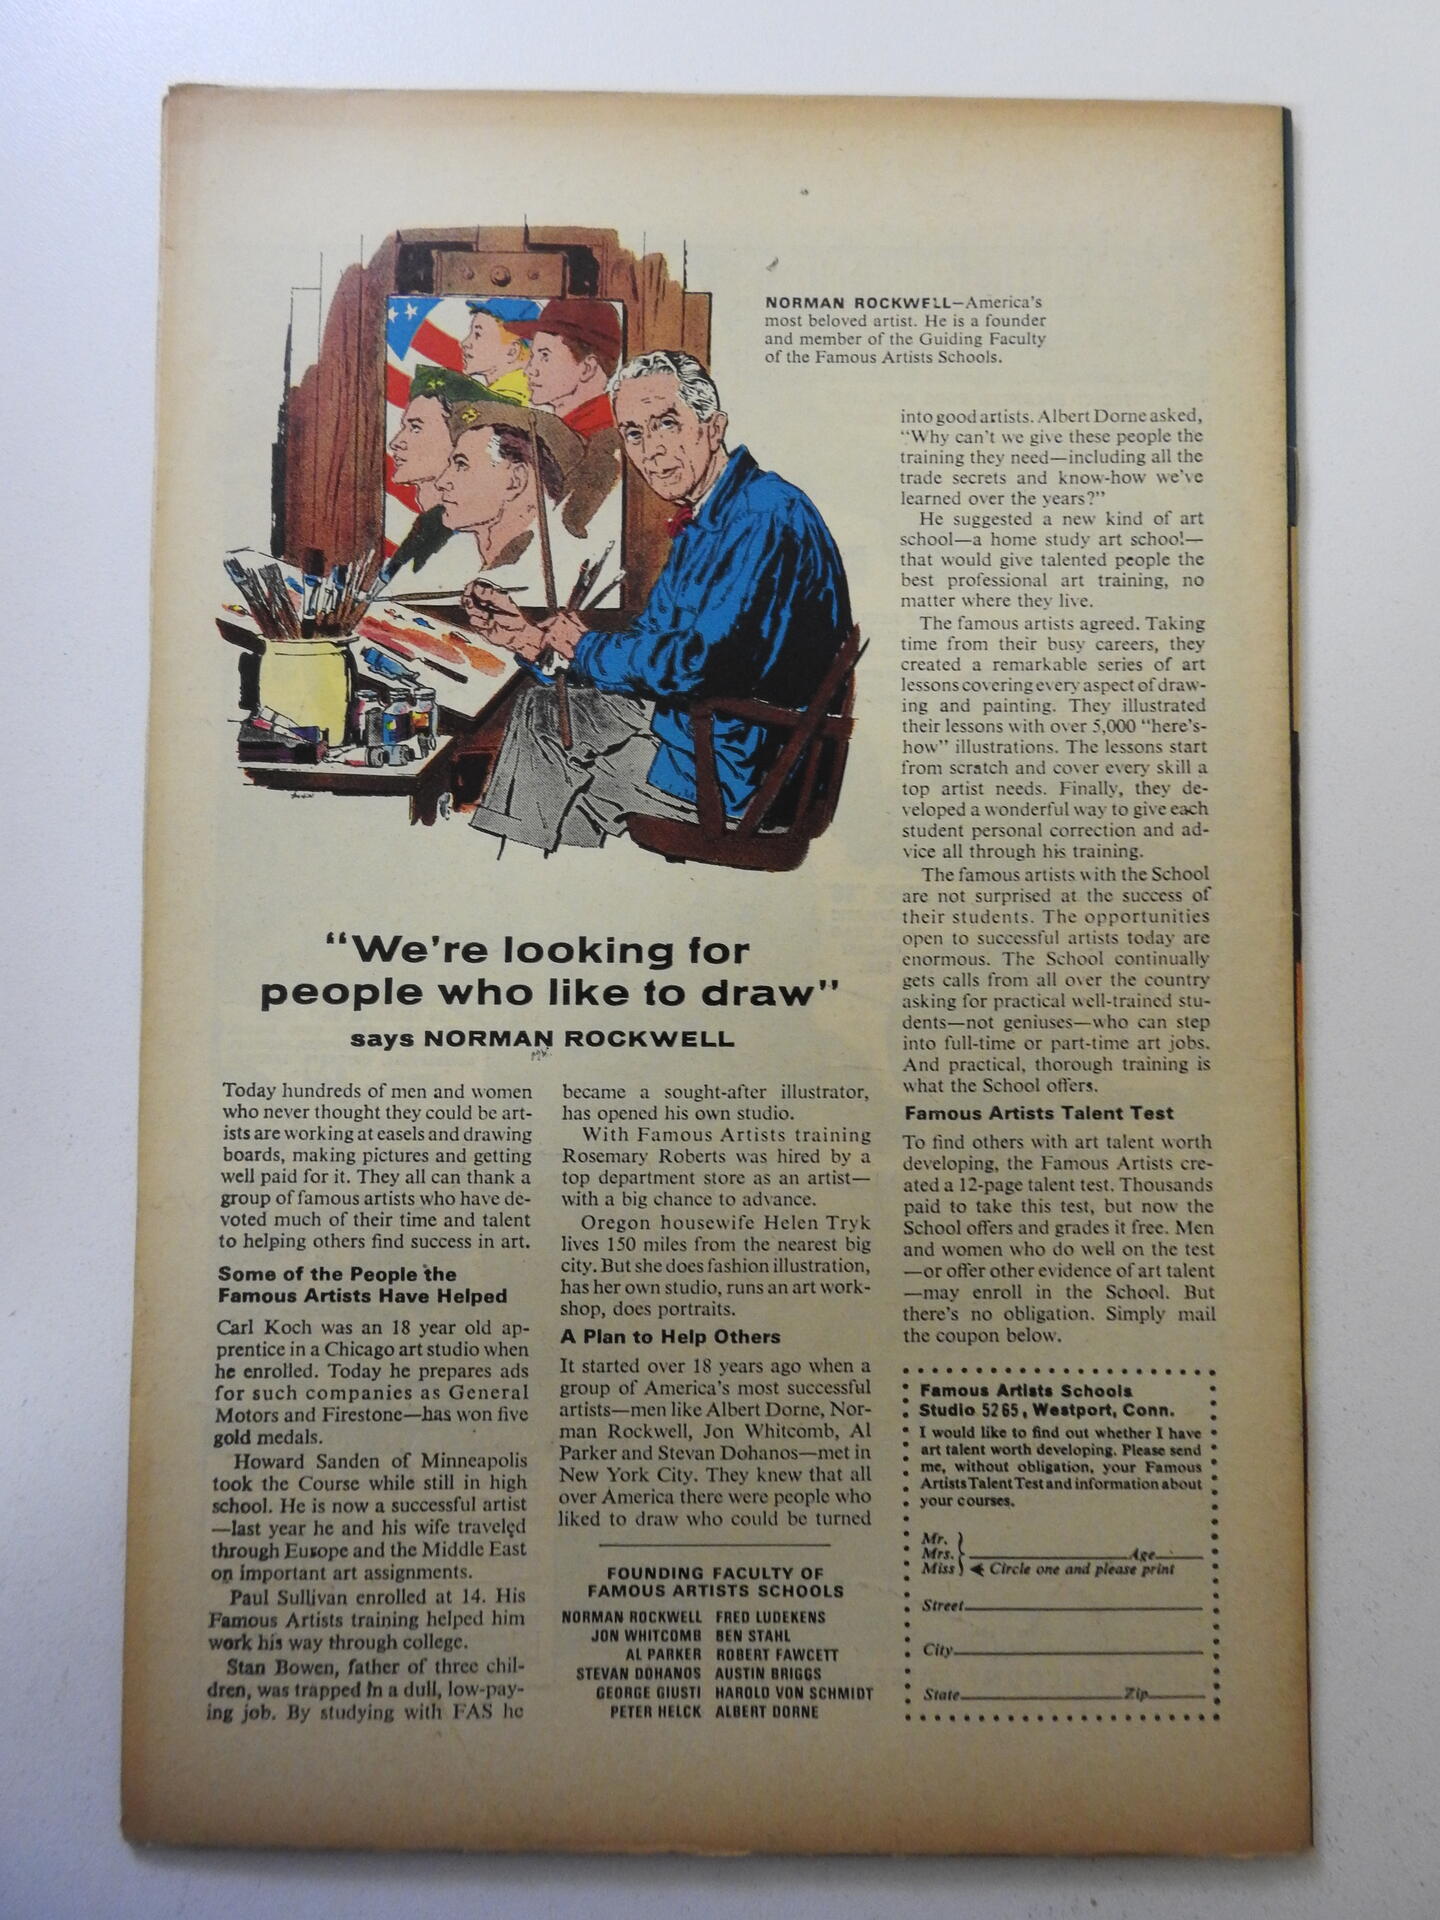 NORMAN ROCKWELL—America's
most beloved artist. He is a founder
and member of the Guiding Faculty
of the Famous Artists Schools.
"We're looking for
people who like to draw"
says NORMAN ROCKWELL
Today hundreds of men and women
who never thought they could be art-
ists are working at easels and drawing
boards, making pictures and getting
well paid for it. They all can thank a
group of famous artists who have de-
voted much of their time and talent
to helping others find success in art.
Some of the People the
Famous Artists Have Helped
Carl Koch was an 18 year old ap-
prentice in a Chicago art studio when
he enrolled. Today he prepares ads
for such companies as General
Motors and Firestone—has won five
gold medals.
Howard Sanden of Minneapolis
took the Course while still in high
school. He is now a successful artist
—last year he and his wife traveled
through Europe and the Middle East
on important art assignments.
Paul Sullivan enrolled at 14. His
Famous Artists training helped him
work his way through college.
Stan Bowen, father of three chil-
dren, was trapped in a dull, low-pay-
ing job. By studying with FAS he
became a sought-after illustrator,
has opened his own studio.
With Famous Artists training
Rosemary Roberts was hired by a
top department store as an artist—
with a big chance to advance.
Oregon housewife Helen Tryk
lives 150 miles from the nearest big
city. But she does fashion illustration,
has her own studio, runs an art work-
shop, does portraits.
A Plan to Help Others
It started over 18 years ago when a
group of America's most successful
artists—men like Albert Dorne, Nor-
man Rockwell, Jon Whitcomb, Al
Parker and Stevan Dohanos—met in
New York City. They knew that all
over America there were people who
liked to draw who could be turned
FOUNDING FACULTY OF
FAMOUS ARTISTS SCHOOLS
NORMAN ROCKWELL FRED LUDEKENS
JON WHITCOMB BEN STAHL
AL PARKER ROBERT FAWCETT
STEVAN DOHANOS AUSTIN BRIGGS
GEORGE GIUSTI HAROLD VON SCHMIDT
PETER HELCK ALBERT DORNE
into good artists. Albert Dorne asked,
"Why can't we give these people the
training they need—including all the
trade secrets and know-how we've
learned over the years?"
He suggested a new kind of art
school—a home study art school—
that would give talented people the
best professional art training, no
matter where they live.
The famous artists agreed. Taking
time from their busy careers, they
created a remarkable series of art
lessons covering every aspect of draw-
ing and painting. They illustrated
their lessons with over 5,000 "here's-
how" illustrations. The lessons start
from scratch and cover every skill a
top artist needs. Finally, they de-
veloped a wonderful way to give each
student personal correction and ad-
vice all through his training.
The famous artists with the School
are not surprised at the success of
their students. The opportunities
open to successful artists today are
enormous. The School continually
gets calls from all over the country
asking for practical well-trained stu-
dents—not geniuses—who can step
into full-time or part-time art jobs.
And practical, thorough training is
what the School offers.
Famous Artists Talent Test
To find others with art talent worth
developing, the Famous Artists cre-
ated a 12-page talent test. Thousands
paid to take this test, but now the
School offers and grades it free. Men
and women who do well on the test
—or offer other evidence of art talent
—may enroll in the School. But
there's no obligation. Simply mail
the coupon below.
Famous Artists Schools
Studio 5265, Westport, Conn.
I would like to find out whether I have
art talent worth developing. Please send
me, without obligation, your Famous
Artists Talent Test and information about
your courses.
Mr.
Mrs. Age
Miss Circle one and please print
Street
City
State Zip